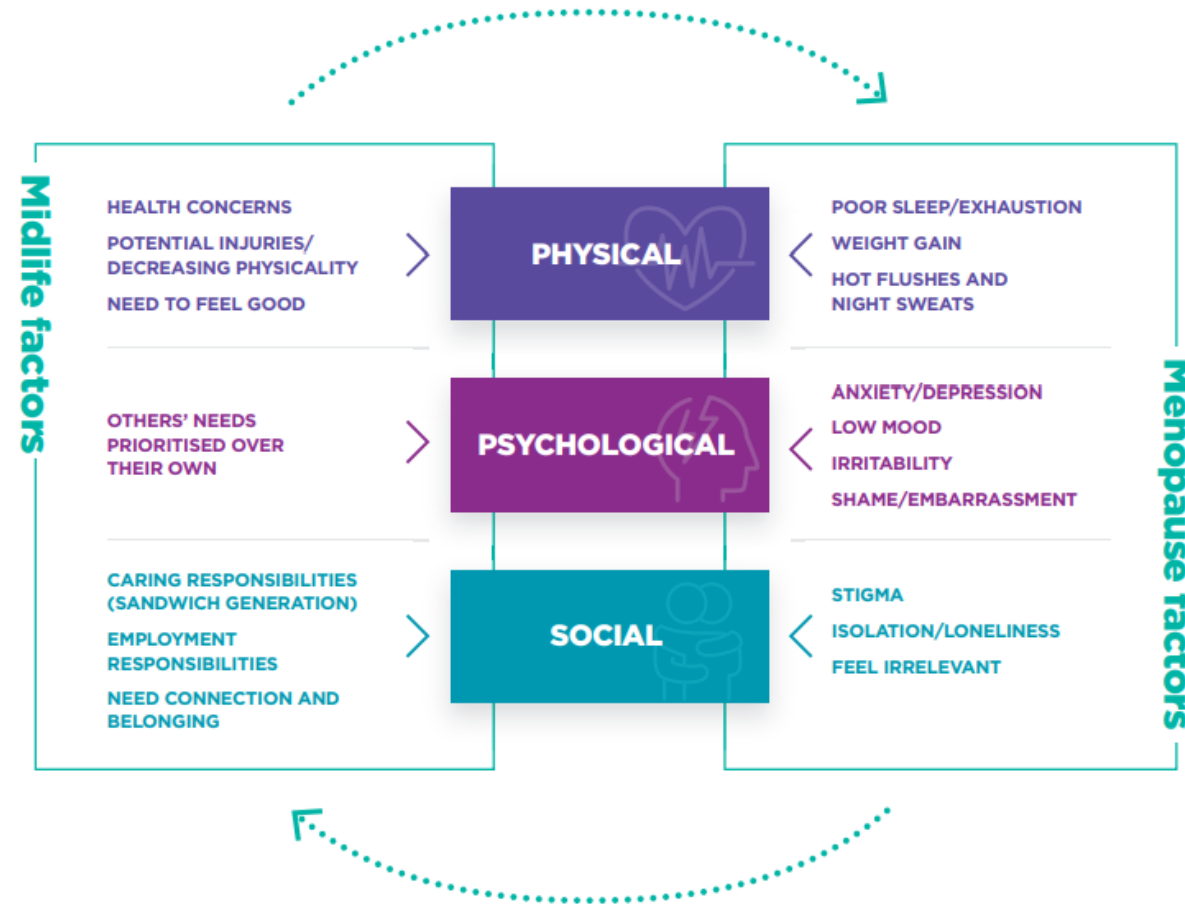 Midlife factors
HEALTH CONCERNS
POTENTIAL INJURIES/
DECREASING PHYSICALITY
NEED TO FEEL GOOD
PHYSICAL
POOR SLEEP/EXHAUSTION
WEIGHT GAIN
HOT FLUSHES AND
NIGHT SWEATS
OTHERS' NEEDS
PRIORITISED OVER
THEIR OWN
PSYCHOLOGICAL
ANXIETY/DEPRESSION
LOW MOOD
IRRITABILITY
SHAME/EMBARRASSMENT
CARING RESPONSIBILITIES
(SANDWICH GENERATION)
EMPLOYMENT
RESPONSIBILITIES
NEED CONNECTION AND
BELONGING
SOCIAL
STIGMA
ISOLATION/LONELINESS
FEEL IRRELEVANT
Menopause factors